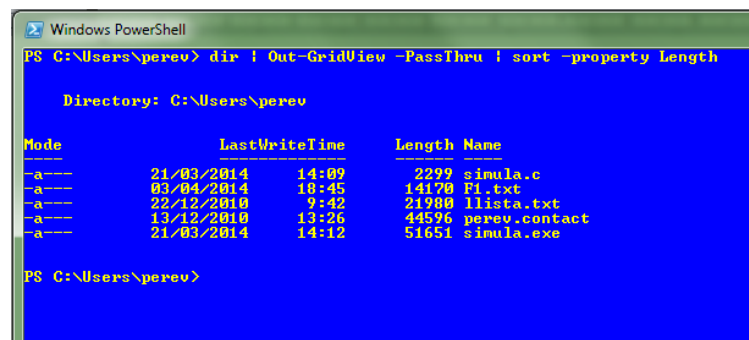 Windows PowerShell
PS C:\Users\perev> dir | Out-GridView -PassThru | sort -property Length
Directory: C:\Users\perev
Mode LastWriteTime Length Name
---- ------------- ------ ----
-a--- 21/03/2014 14:09 2299 simula.c
-a--- 03/04/2014 18:45 14170 F1.txt
-a--- 22/12/2010 9:42 21980 llista.txt
-a--- 13/12/2010 13:26 44596 perev.contact
-a--- 21/03/2014 14:12 51651 simula.exe
PS C:\Users\perev>